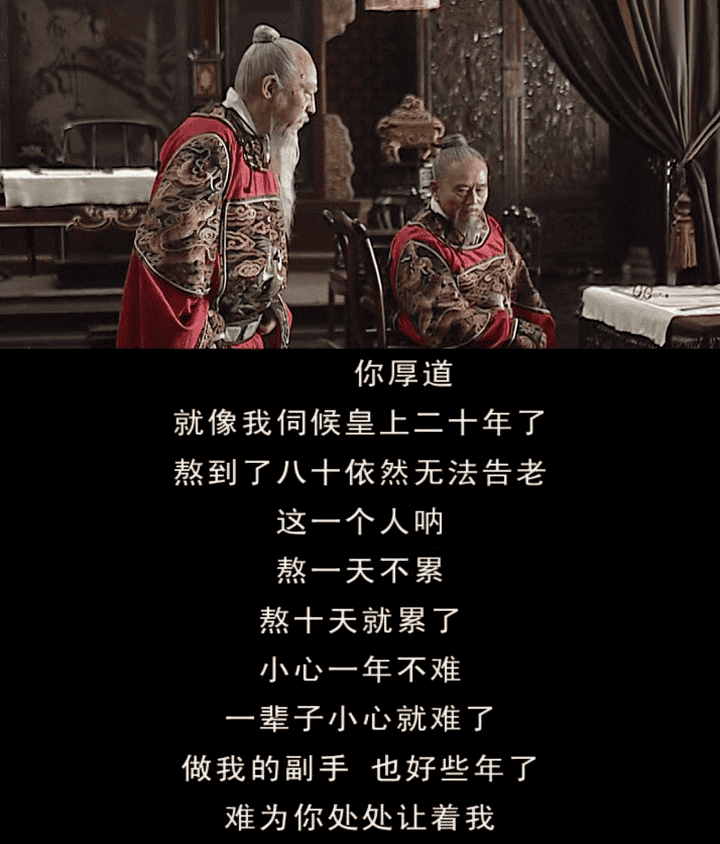 你厚道
就像我伺候皇上二十年了
熬到了八十依然无法告老
这一个人呐
熬一天不累
熬十天就累了
小心一年不难
一辈子小心就难了
做我的副手 也好些年了
难为你处处让着我